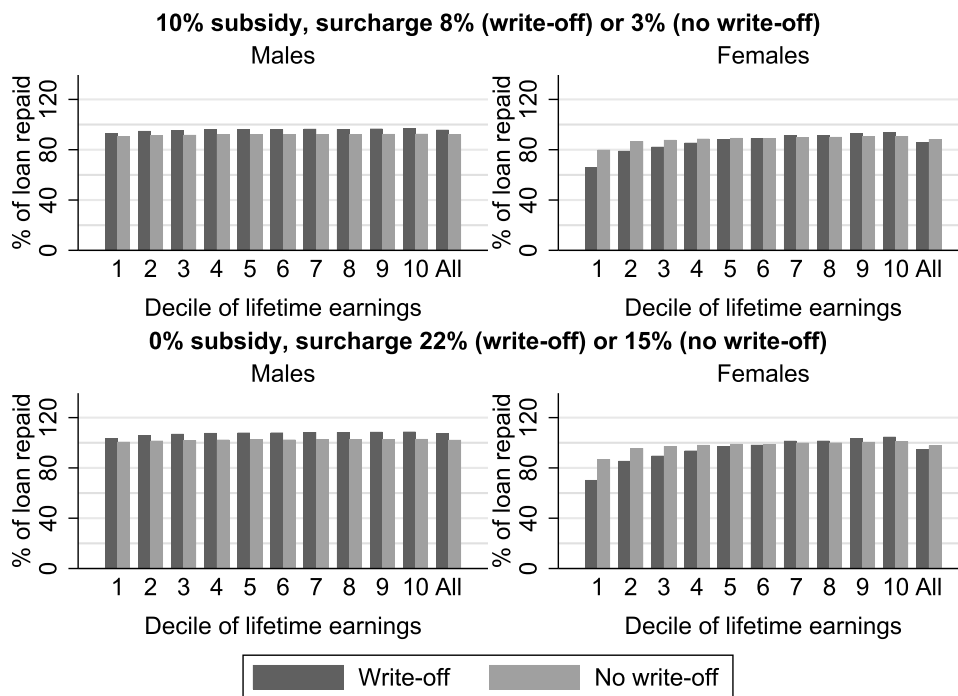 10% subsidy, surcharge 8% (write-off) or 3% (no write-off)
Males
% of loan repaid
0 40 80 120
1 2 3 4 5 6 7 8 9 10 All
Decile of lifetime earnings
Females
% of loan repaid
0 40 80 120
1 2 3 4 5 6 7 8 9 10 All
Decile of lifetime earnings
0% subsidy, surcharge 22% (write-off) or 15% (no write-off)
Males
% of loan repaid
0 40 80 120
1 2 3 4 5 6 7 8 9 10 All
Decile of lifetime earnings
Females
% of loan repaid
0 40 80 120
1 2 3 4 5 6 7 8 9 10 All
Decile of lifetime earnings
Write-off
No write-off